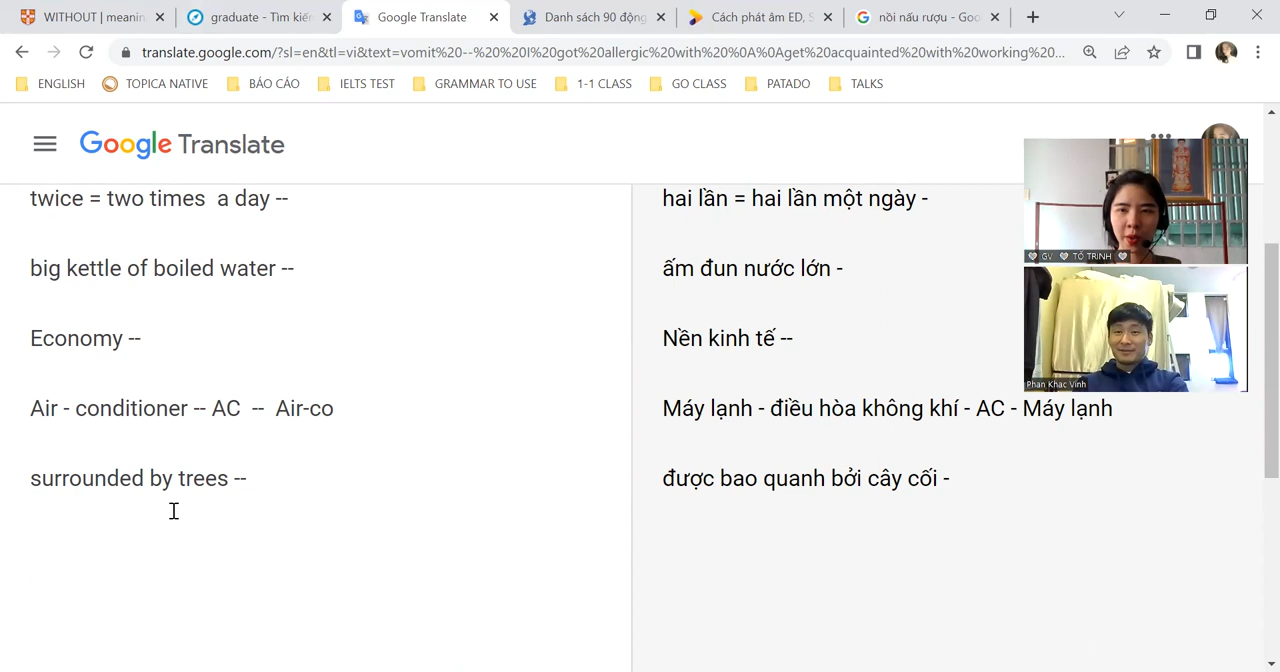 WITHOUT | meanin
graduate - Tìm kiến
Google Translate
Danh sách 90 động
Cách phát âm ED, S
nồi nấu rượu - Goo
translate.google.com/?sl=en&tl=vi&text=vomit%20--%20%20I%20got%20allergic%20with%20%0A%0Aget%20acquainted%20with%20working%20...
ENGLISH
TOPICA NATIVE
BÁO CÁO
IELTS TEST
GRAMMAR TO USE
1-1 CLASS
GO CLASS
PATADO
TALKS
Google Translate
twice = two times a day --
hai lần = hai lần một ngày -
GV TỐ TRINH
big kettle of boiled water --
ấm đun nước lớn -
Economy --
Nền kinh tế --
Phan Khac Vinh
Air - conditioner -- AC -- Air-co
Máy lạnh - điều hòa không khí - AC - Máy lạnh
surrounded by trees --
được bao quanh bởi cây cối -